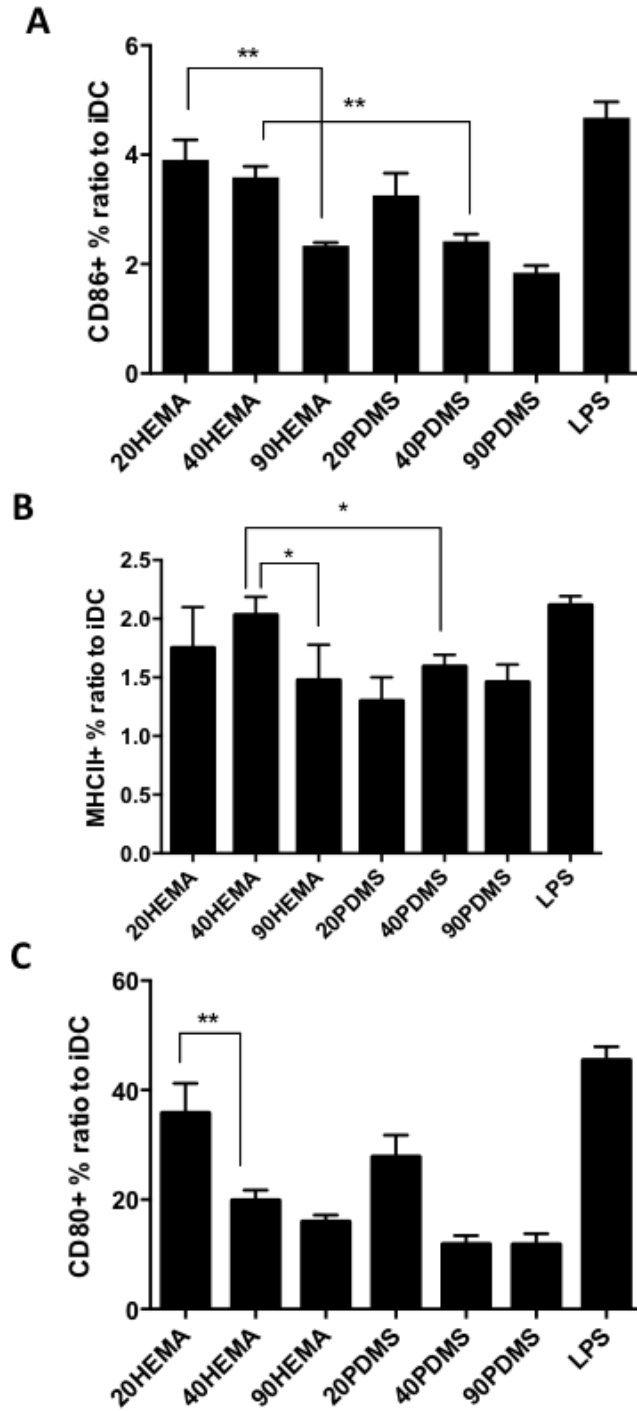 A
CD86+ % ratio to iDC
6
4
2
0
**
**
20HEMA
40HEMA
90HEMA
20PDMS
40PDMS
90PDMS
LPS
B
MHCII+ % ratio to iDC
2.5
2.0
1.5
1.0
0.5
0.0
*
*
20HEMA
40HEMA
90HEMA
20PDMS
40PDMS
90PDMS
LPS
C
CD80+ % ratio to iDC
60
40
20
0
**
20HEMA
40HEMA
90HEMA
20PDMS
40PDMS
90PDMS
LPS